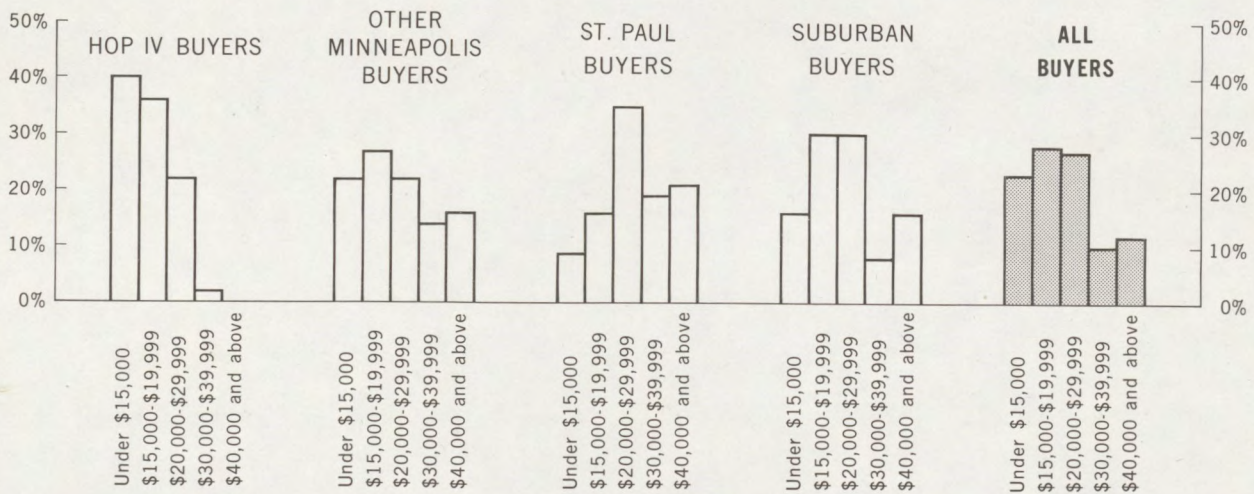 50%
40%
30%
20%
10%
0%
HOP IV BUYERS
OTHER
MINNEAPOLIS
BUYERS
ST. PAUL
BUYERS
SUBURBAN
BUYERS
ALL
BUYERS
50%
40%
30%
20%
10%
0%
Under $15,000
$15,000-$19,999
$20,000-$29,999
$30,000-$39,999
$40,000 and above
Under $15,000
$15,000-$19,999
$20,000-$29,999
$30,000-$39,999
$40,000 and above
Under $15,000
$15,000-$19,999
$20,000-$29,999
$30,000-$39,999
$40,000 and above
Under $15,000
$15,000-$19,999
$20,000-$29,999
$30,000-$39,999
$40,000 and above
Under $15,000
$15,000-$19,999
$20,000-$29,999
$30,000-$39,999
$40,000 and above